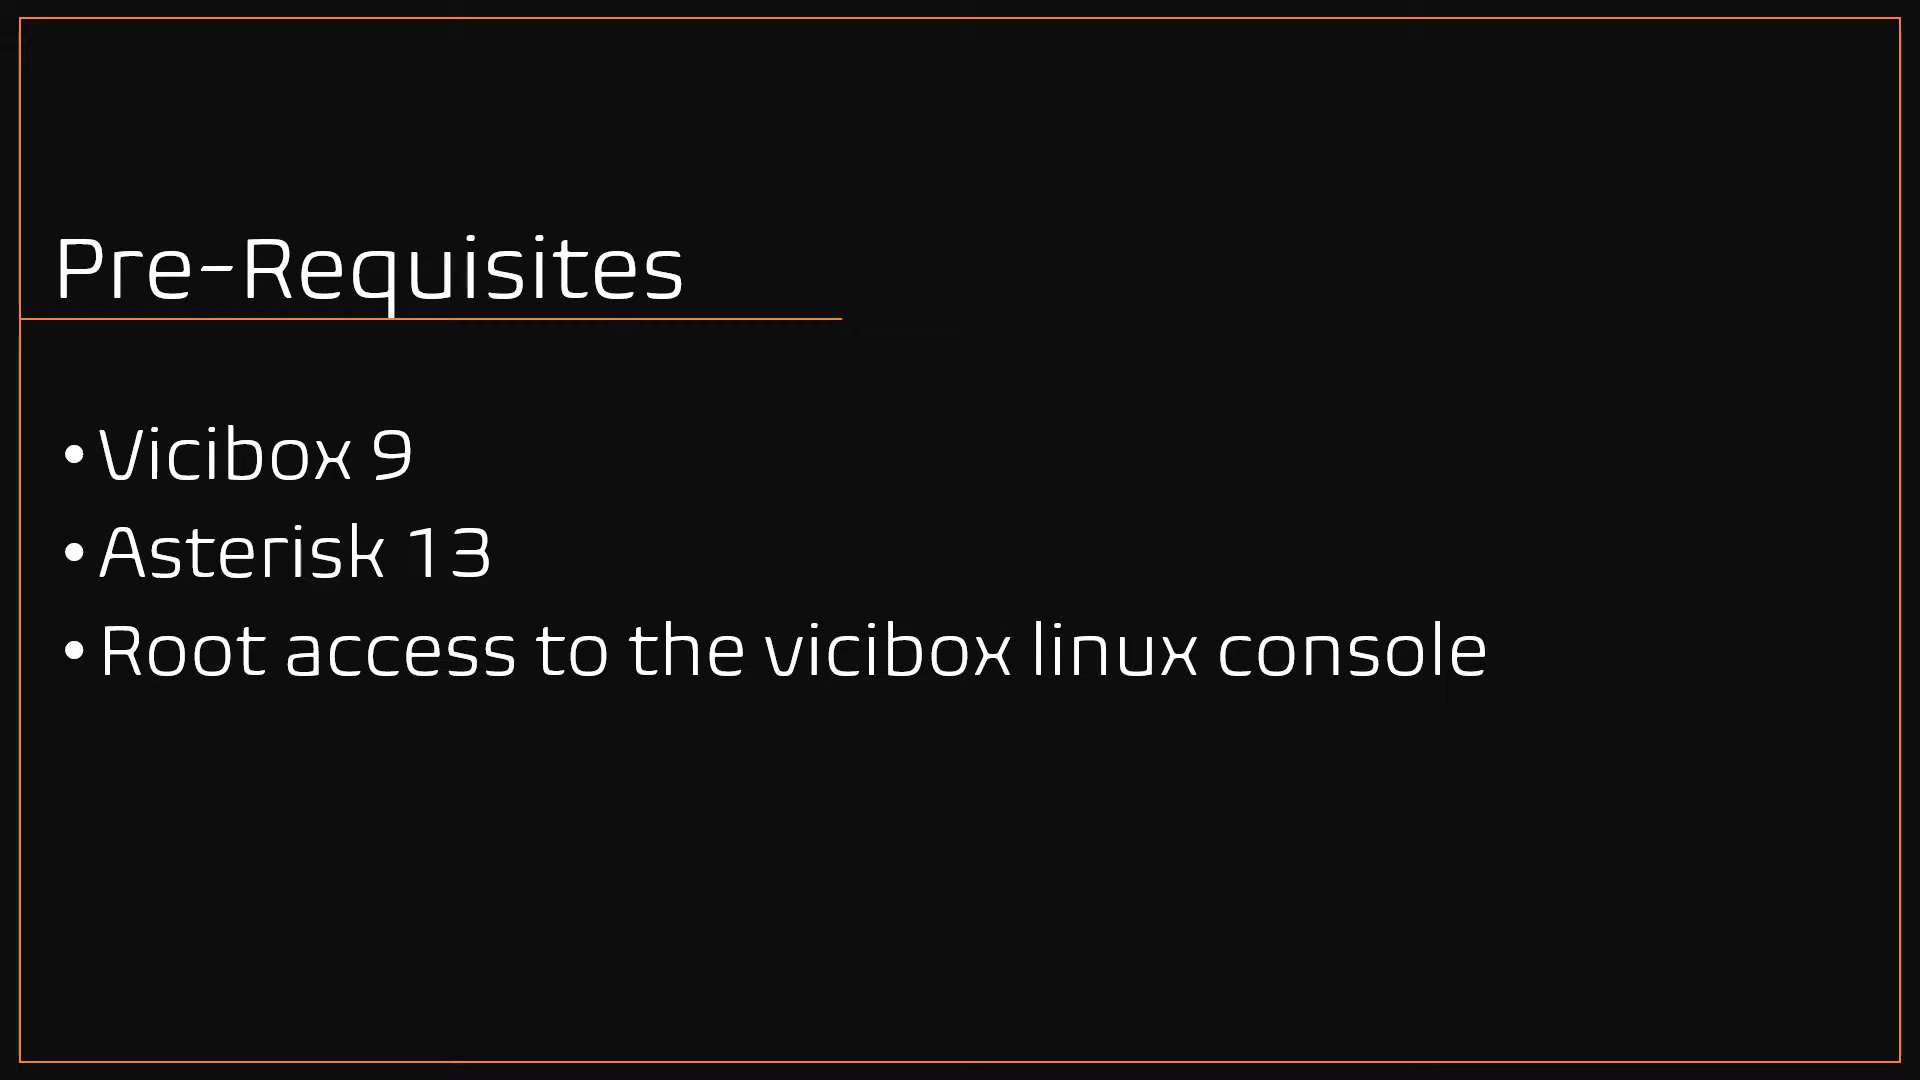 Pre-Requisites
• Vicibox 9
• Asterisk 13
• Root access to the vicibox linux console